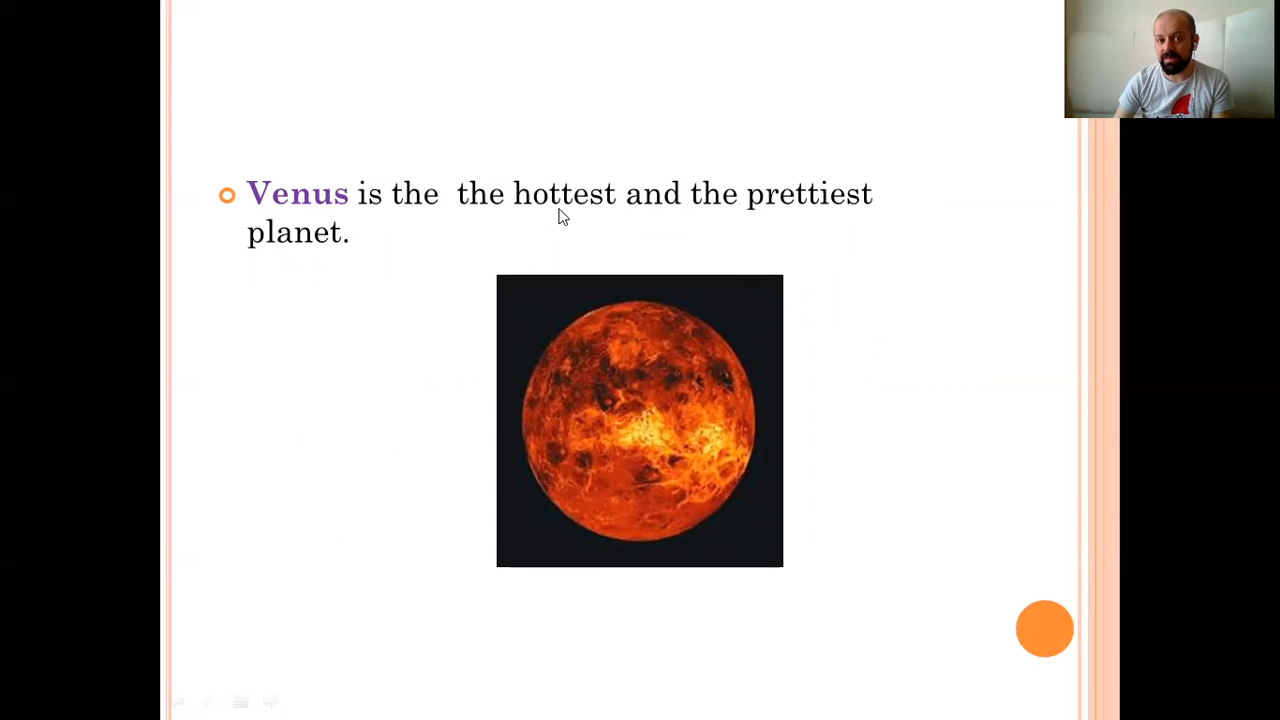 Venus is the  the hottest and the prettiest
planet.